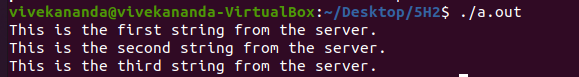 vivekananda@vivekananda-VirtualBox:~/Desktop/5H2$ ./a.out
This is the first string from the server.
This is the second string from the server.
This is the third string from the server.